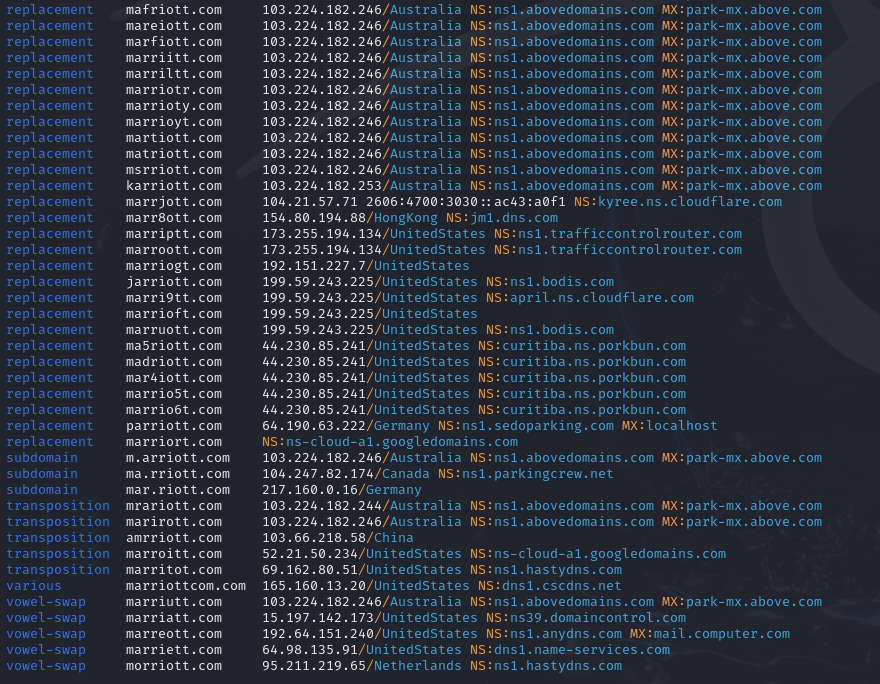 replacement mafriott.com 103.224.182.246/Australia NS:ns1.abovedomains.com MX:park-mx.above.com
replacement mareiott.com 103.224.182.246/Australia NS:ns1.abovedomains.com MX:park-mx.above.com
replacement marfiott.com 103.224.182.246/Australia NS:ns1.abovedomains.com MX:park-mx.above.com
replacement marriitt.com 103.224.182.246/Australia NS:ns1.abovedomains.com MX:park-mx.above.com
replacement marriltt.com 103.224.182.246/Australia NS:ns1.abovedomains.com MX:park-mx.above.com
replacement marriotr.com 103.224.182.246/Australia NS:ns1.abovedomains.com MX:park-mx.above.com
replacement marrioty.com 103.224.182.246/Australia NS:ns1.abovedomains.com MX:park-mx.above.com
replacement marrioyt.com 103.224.182.246/Australia NS:ns1.abovedomains.com MX:park-mx.above.com
replacement martiott.com 103.224.182.246/Australia NS:ns1.abovedomains.com MX:park-mx.above.com
replacement matriott.com 103.224.182.246/Australia NS:ns1.abovedomains.com MX:park-mx.above.com
replacement msrriott.com 103.224.182.246/Australia NS:ns1.abovedomains.com MX:park-mx.above.com
replacement karriott.com 103.224.182.253/Australia NS:ns1.abovedomains.com MX:park-mx.above.com
replacement marrjott.com 104.21.57.71 2606:4700:3030::ac43:a0f1 NS:kyree.ns.cloudflare.com
replacement marr8ott.com 154.80.194.88/HongKong NS:jm1.dns.com
replacement marriptt.com 173.255.194.134/UnitedStates NS:ns1.trafficcontrolrouter.com
replacement marroott.com 173.255.194.134/UnitedStates NS:ns1.trafficcontrolrouter.com
replacement marriogt.com 192.151.227.7/UnitedStates
replacement jarriott.com 199.59.243.225/UnitedStates NS:ns1.bodis.com
replacement marri9tt.com 199.59.243.225/UnitedStates NS:april.ns.cloudflare.com
replacement marrioft.com 199.59.243.225/UnitedStates
replacement marruott.com 199.59.243.225/UnitedStates NS:ns1.bodis.com
replacement ma5riott.com 44.230.85.241/UnitedStates NS:curitiba.ns.porkbun.com
replacement madriott.com 44.230.85.241/UnitedStates NS:curitiba.ns.porkbun.com
replacement mar4iott.com 44.230.85.241/UnitedStates NS:curitiba.ns.porkbun.com
replacement marrio5t.com 44.230.85.241/UnitedStates NS:curitiba.ns.porkbun.com
replacement marrio6t.com 44.230.85.241/UnitedStates NS:curitiba.ns.porkbun.com
replacement parriott.com 64.190.63.222/Germany NS:ns1.sedoparking.com MX:localhost
replacement marriort.com NS:ns-cloud-a1.googledomains.com
subdomain m.arriott.com 103.224.182.246/Australia NS:ns1.abovedomains.com MX:park-mx.above.com
subdomain ma.rriott.com 104.247.82.174/Canada NS:ns1.parkingcrew.net
subdomain mar.riott.com 217.160.0.16/Germany
transposition mrariott.com 103.224.182.244/Australia NS:ns1.abovedomains.com MX:park-mx.above.com
transposition marirott.com 103.224.182.246/Australia NS:ns1.abovedomains.com MX:park-mx.above.com
transposition amrriott.com 103.66.218.58/China
transposition marroitt.com 52.21.50.234/UnitedStates NS:ns-cloud-a1.googledomains.com
transposition marritot.com 69.162.80.51/UnitedStates NS:ns1.hastydns.com
various marriottcom.com 165.160.13.20/UnitedStates NS:dns1.cscdns.net
vowel-swap marriutt.com 103.224.182.246/Australia NS:ns1.abovedomains.com MX:park-mx.above.com
vowel-swap marriatt.com 15.197.142.173/UnitedStates NS:ns39.domaincontrol.com
vowel-swap marreott.com 192.64.151.240/UnitedStates NS:ns1.anydns.com MX:mail.computer.com
vowel-swap marriett.com 64.98.135.91/UnitedStates NS:dns1.name-services.com
vowel-swap morriott.com 95.211.219.65/Netherlands NS:ns1.hastydns.com